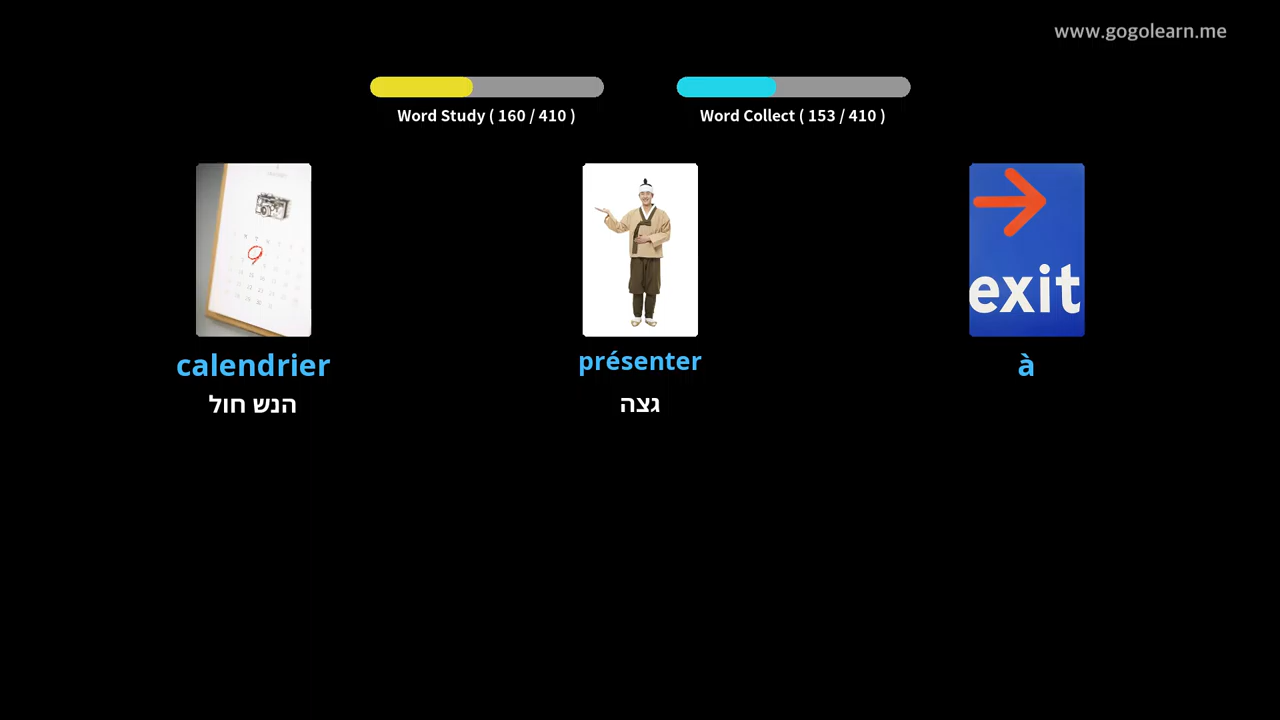 www.gogolearn.me
Word Study ( 160 / 410 )
Word Collect ( 153 / 410 )
exit
calendrier
présenter
à
הנש חול
גצה